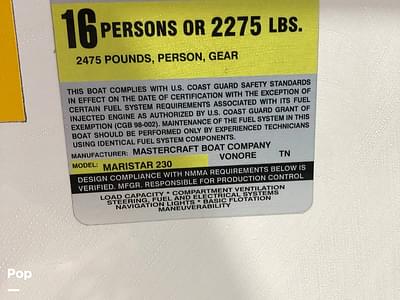 16 PERSONS OR 2275 LBS.
2475 POUNDS, PERSON, GEAR
THIS BOAT COMPLIES WITH U.S. COAST GUARD SAFETY STANDARDS
IN EFFECT ON THE DATE OF CERTIFICATION WITH THE EXCEPTION OF
CERTAIN FUEL SYSTEM REQUIREMENTS ASSOCIATED WITH ITS FUEL
INJECTED ENGINE AS AUTHORIZED BY U.S. COAST GUARD GRANT OF
EXEMPTION (CGB 98-002). MAINTENANCE OF THE FUEL SYSTEM IN THIS
BOAT SHOULD BE PERFORMED ONLY BY EXPERIENCED TECHNICIANS
USING IDENTICAL FUEL SYSTEM COMPONENTS.
MANUFACTURER: MASTERCRAFT BOAT COMPANY
VONORE TN
MODEL: MARISTAR 230
DESIGN COMPLIANCE WITH NMMA REQUIREMENTS BELOW IS
VERIFIED. MFGR. RESPONSIBLE FOR PRODUCTION CONTROL
LOAD CAPACITY * COMPARTMENT VENTILATION
STEERING, FUEL AND ELECTRICAL SYSTEMS
NAVIGATION LIGHTS * BASIC FLOTATION
MANEUVERABILITY
Pop